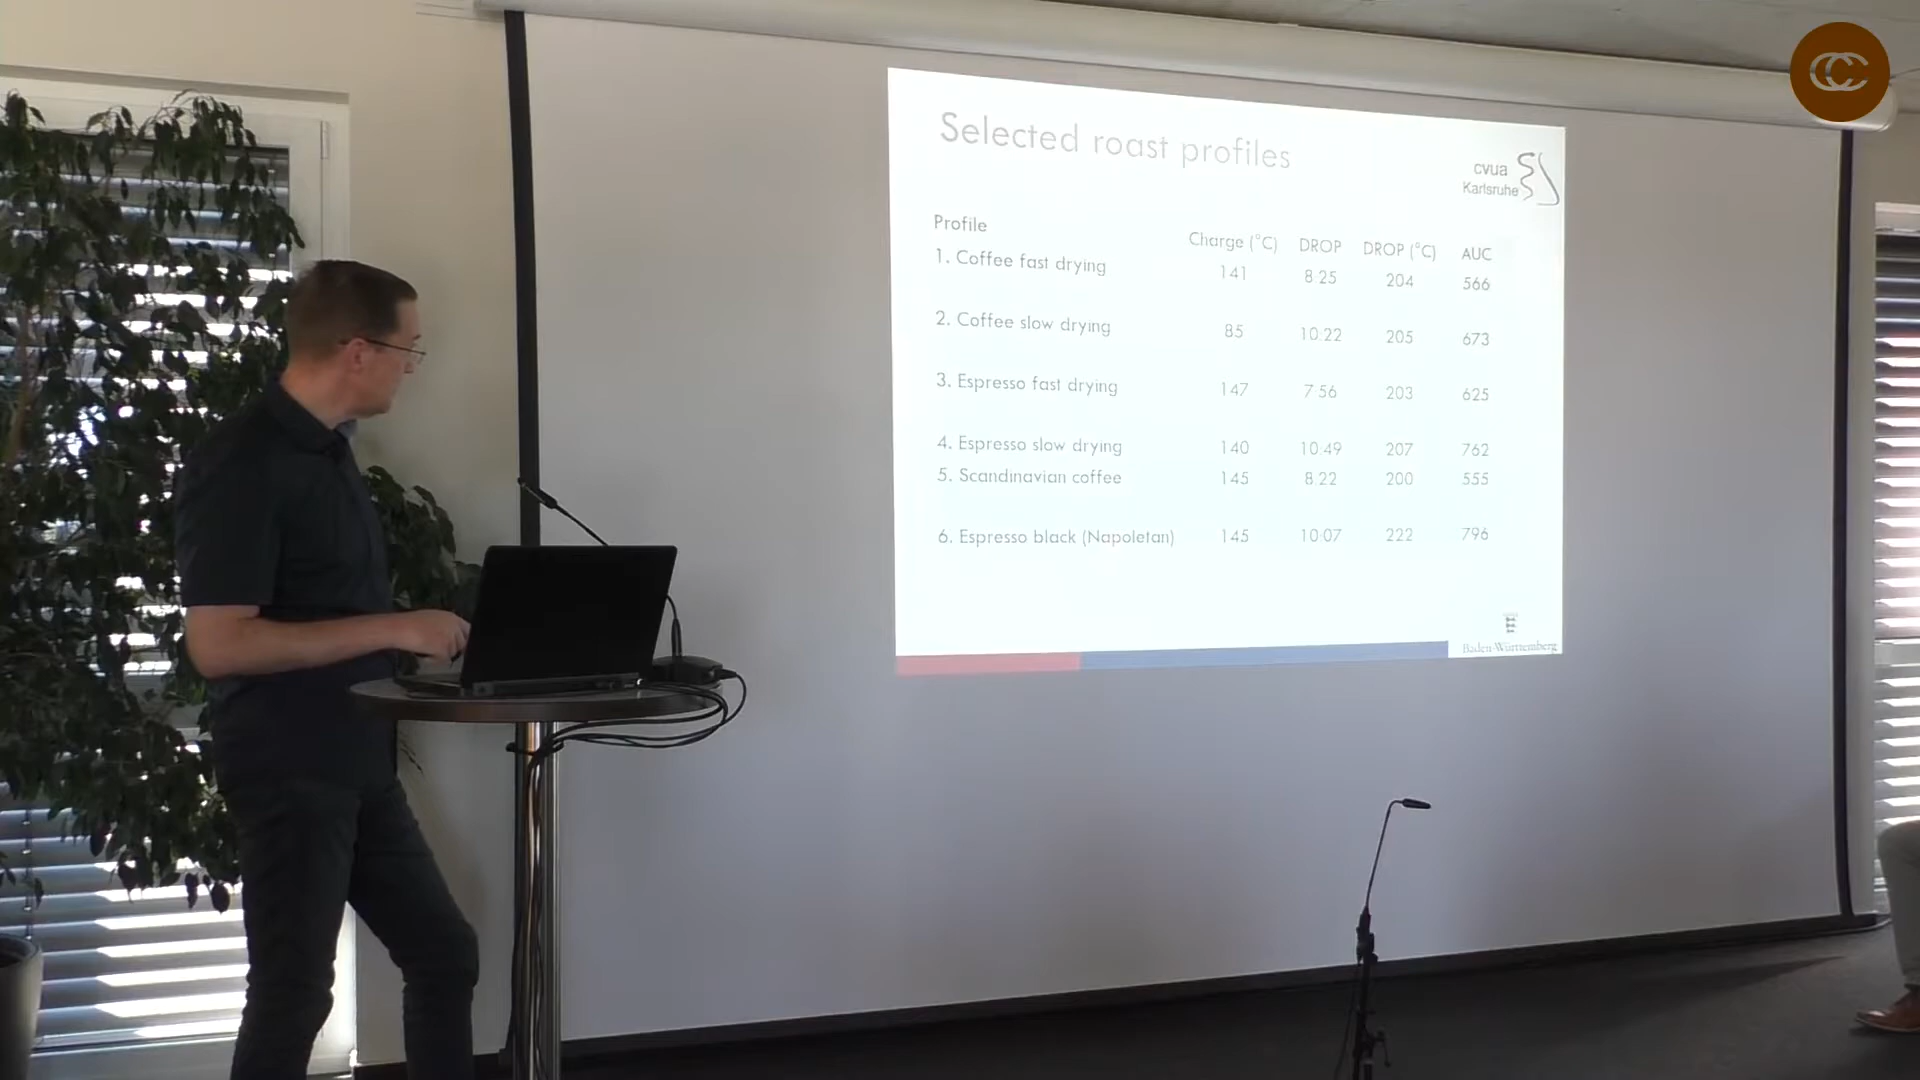 Selected roast profiles
cvua
Karlsruhe
Profile Charge (°C) DROP DROP (°C) AUC
1. Coffee fast drying 141 8:25 204 566
2. Coffee slow drying 85 10:22 205 673
3. Espresso fast drying 147 7:56 203 625
4. Espresso slow drying 140 10:49 207 762
5. Scandinavian coffee 145 8:22 200 555
6. Espresso black (Napoletan) 145 10:07 222 796
Baden-Württemberg